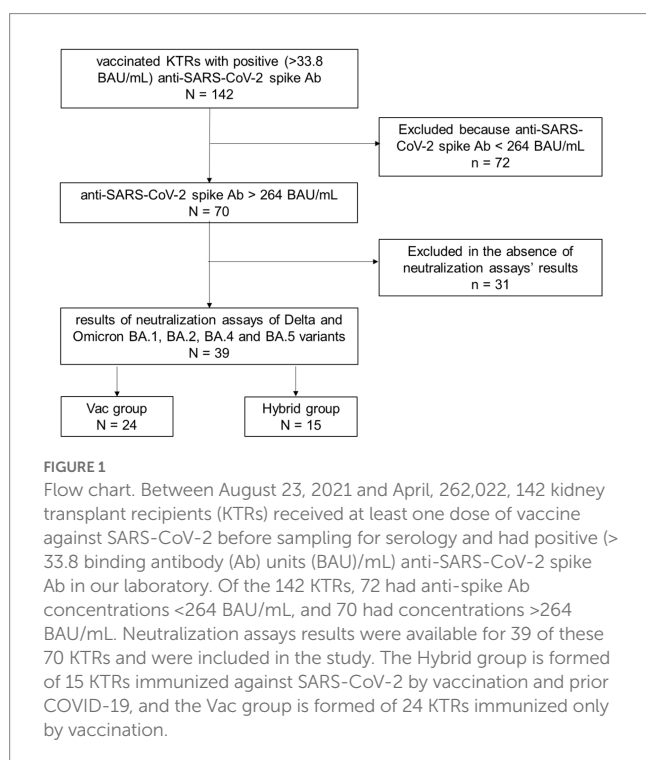 vaccinated KTRs with positive (>33.8
BAU/mL) anti-SARS-CoV-2 spike Ab
N = 142
Excluded because anti-SARS-
CoV-2 spike Ab < 264 BAU/mL
n = 72
anti-SARS-CoV-2 spike Ab > 264 BAU/mL
N = 70
Excluded in the absence of
neutralization assays' results
n = 31
results of neutralization assays of Delta and
Omicron BA.1, BA.2, BA.4 and BA.5 variants
N = 39
Vac group
N = 24
Hybrid group
N = 15
FIGURE 1
Flow chart. Between August 23, 2021 and April, 262,022, 142 kidney
transplant recipients (KTRs) received at least one dose of vaccine
against SARS-CoV-2 before sampling for serology and had positive (>
33.8 binding antibody (Ab) units (BAU)/mL) anti-SARS-CoV-2 spike
Ab in our laboratory. Of the 142 KTRs, 72 had anti-spike Ab
concentrations <264 BAU/mL, and 70 had concentrations >264
BAU/mL. Neutralization assays results were available for 39 of these
70 KTRs and were included in the study. The Hybrid group is formed
of 15 KTRs immunized against SARS-CoV-2 by vaccination and prior
COVID-19, and the Vac group is formed of 24 KTRs immunized only
by vaccination.